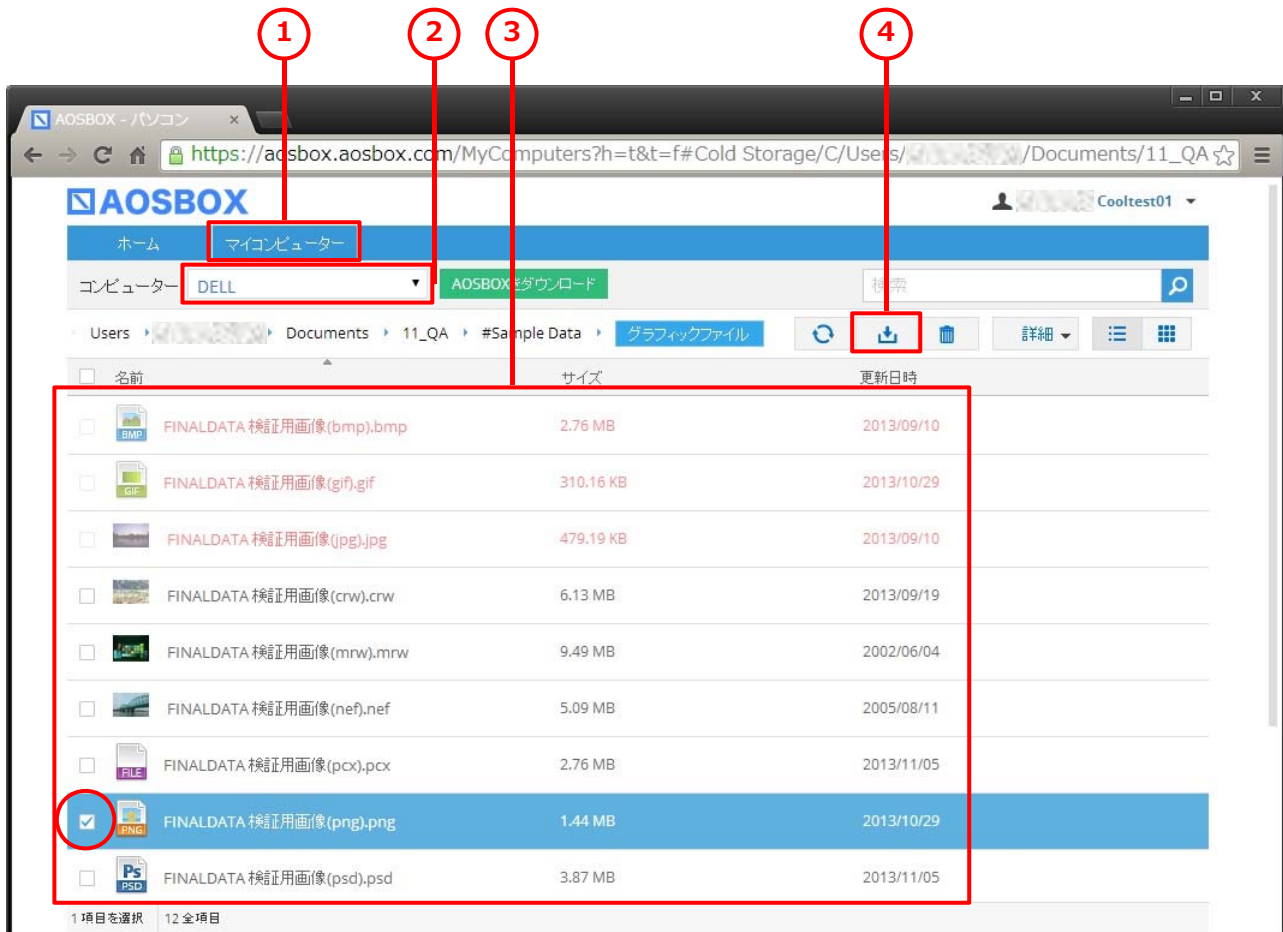 1 2 3 4
AOSBOX - パソコン
https://aosbox.aosbox.com/MyComputers?h=t&t=f#Cold Storage/C/Users/ /Documents/11_QA
AOSBOX
Cooltest01
ホーム マイコンピューター
コンピューター DELL AOSBOXをダウンロード 検索
Users Documents 11_QA #Sample Data グラフィックファイル 詳細
名前 サイズ 更新日時
BMP FINALDATA 検証用画像(bmp).bmp 2.76 MB 2013/09/10
GIF FINALDATA 検証用画像(gif).gif 310.16 KB 2013/10/29
FINALDATA 検証用画像(jpg).jpg 479.19 KB 2013/09/10
FINALDATA 検証用画像(crw).crw 6.13 MB 2013/09/19
FINALDATA 検証用画像(mrw).mrw 9.49 MB 2002/06/04
FINALDATA 検証用画像(nef).nef 5.09 MB 2005/08/11
FILE FINALDATA 検証用画像(pcx).pcx 2.76 MB 2013/11/05
PNG FINALDATA 検証用画像(png).png 1.44 MB 2013/10/29
Ps PSD FINALDATA 検証用画像(psd).psd 3.87 MB 2013/11/05
1 項目を選択 12 全項目